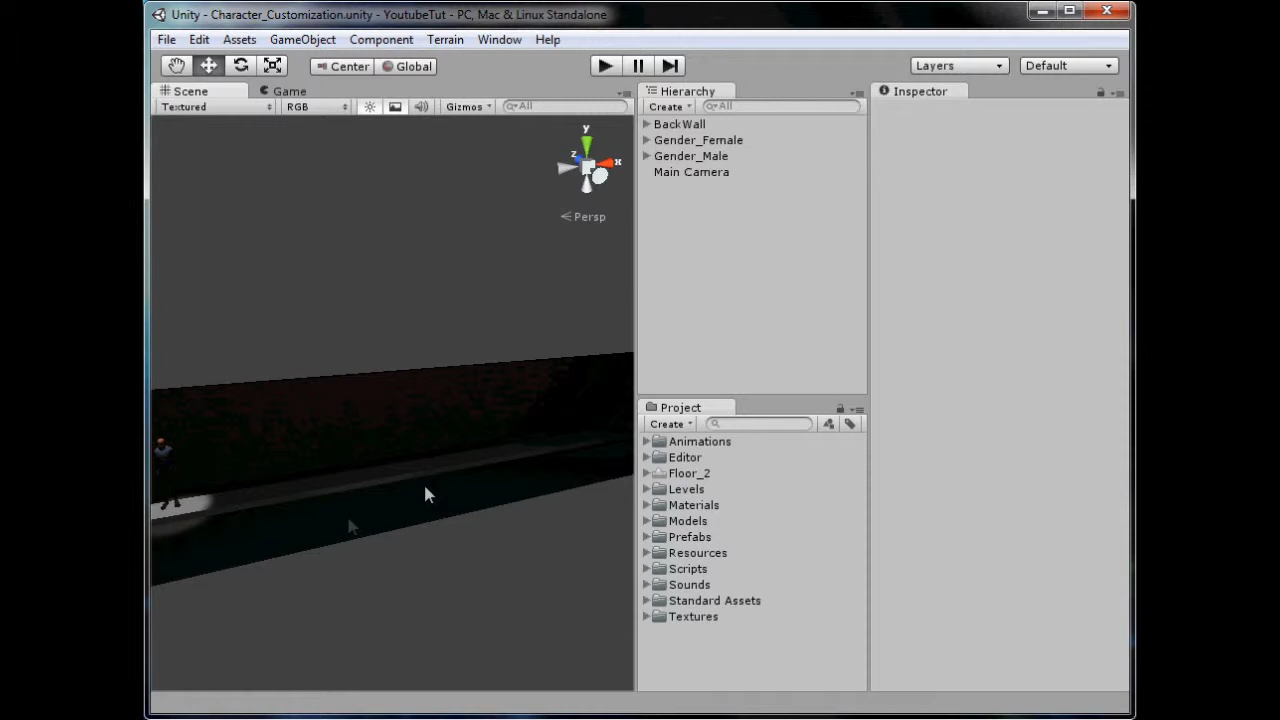 Unity - Character_Customization.unity - YoutubeTut - PC, Mac & Linux Standalone
File Edit Assets GameObject Component Terrain Window Help
Center Global Layers Default
Scene Game Hierarchy Inspector
Textured RGB Gizmos All Create All
BackWall
Gender_Female
Gender_Male
Main Camera
y
z x
Persp
Project
Create
Animations
Editor
Floor_2
Levels
Materials
Models
Prefabs
Resources
Scripts
Sounds
Standard Assets
Textures